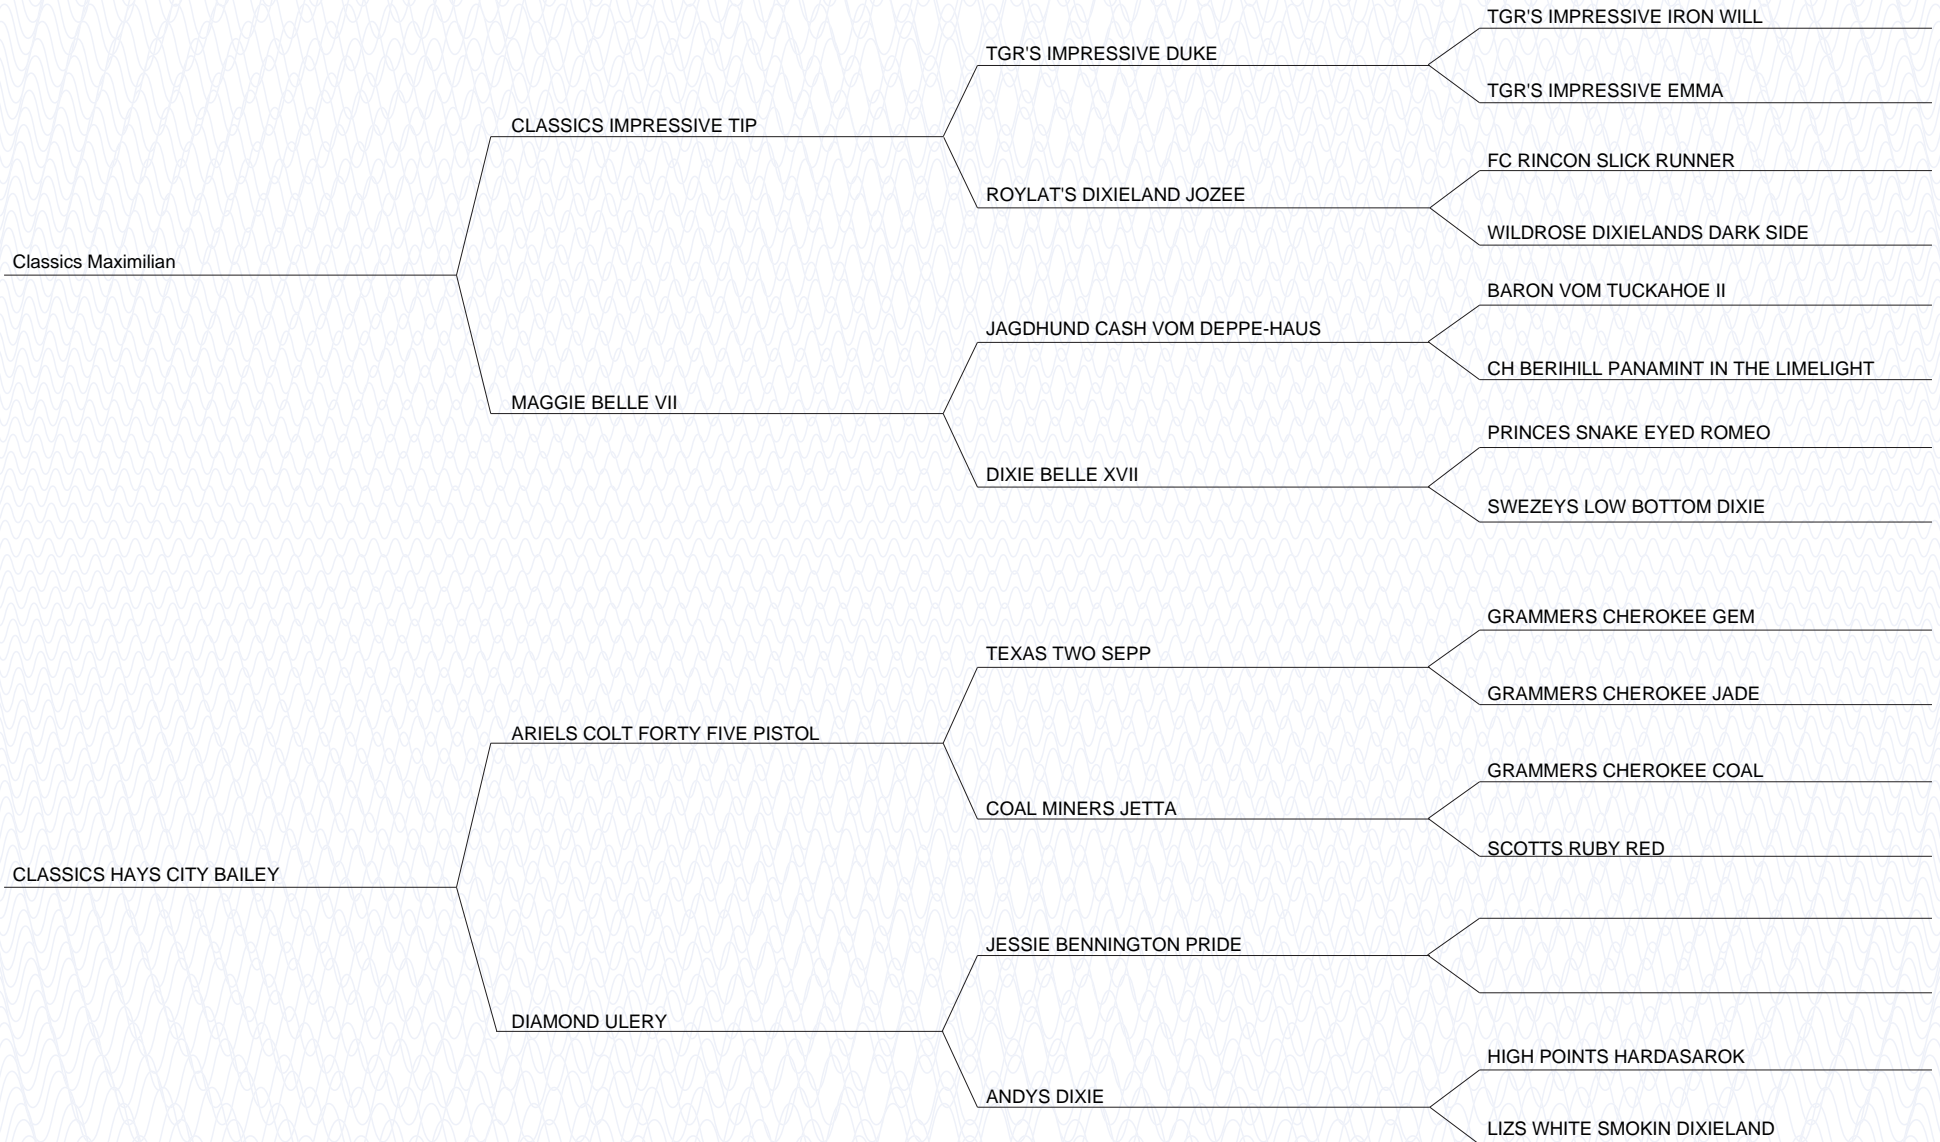 TGR'S IMPRESSIVE IRON WILL
TGR'S IMPRESSIVE DUKE
TGR'S IMPRESSIVE EMMA
CLASSICS IMPRESSIVE TIP
FC RINCON SLICK RUNNER
ROYLAT'S DIXIELAND JOZEE
WILDROSE DIXIELANDS DARK SIDE
Classics Maximilian
BARON VOM TUCKAHOE II
JAGDHUND CASH VOM DEPPE-HAUS
CH BERIHILL PANAMINT IN THE LIMELIGHT
MAGGIE BELLE VII
PRINCES SNAKE EYED ROMEO
DIXIE BELLE XVII
SWEZEYS LOW BOTTOM DIXIE
GRAMMERS CHEROKEE GEM
TEXAS TWO SEPP
GRAMMERS CHEROKEE JADE
ARIELS COLT FORTY FIVE PISTOL
GRAMMERS CHEROKEE COAL
COAL MINERS JETTA
SCOTTS RUBY RED
CLASSICS HAYS CITY BAILEY
JESSIE BENNINGTON PRIDE
DIAMOND ULERY
HIGH POINTS HARDASAROK
ANDYS DIXIE
LIZS WHITE SMOKIN DIXIELAND